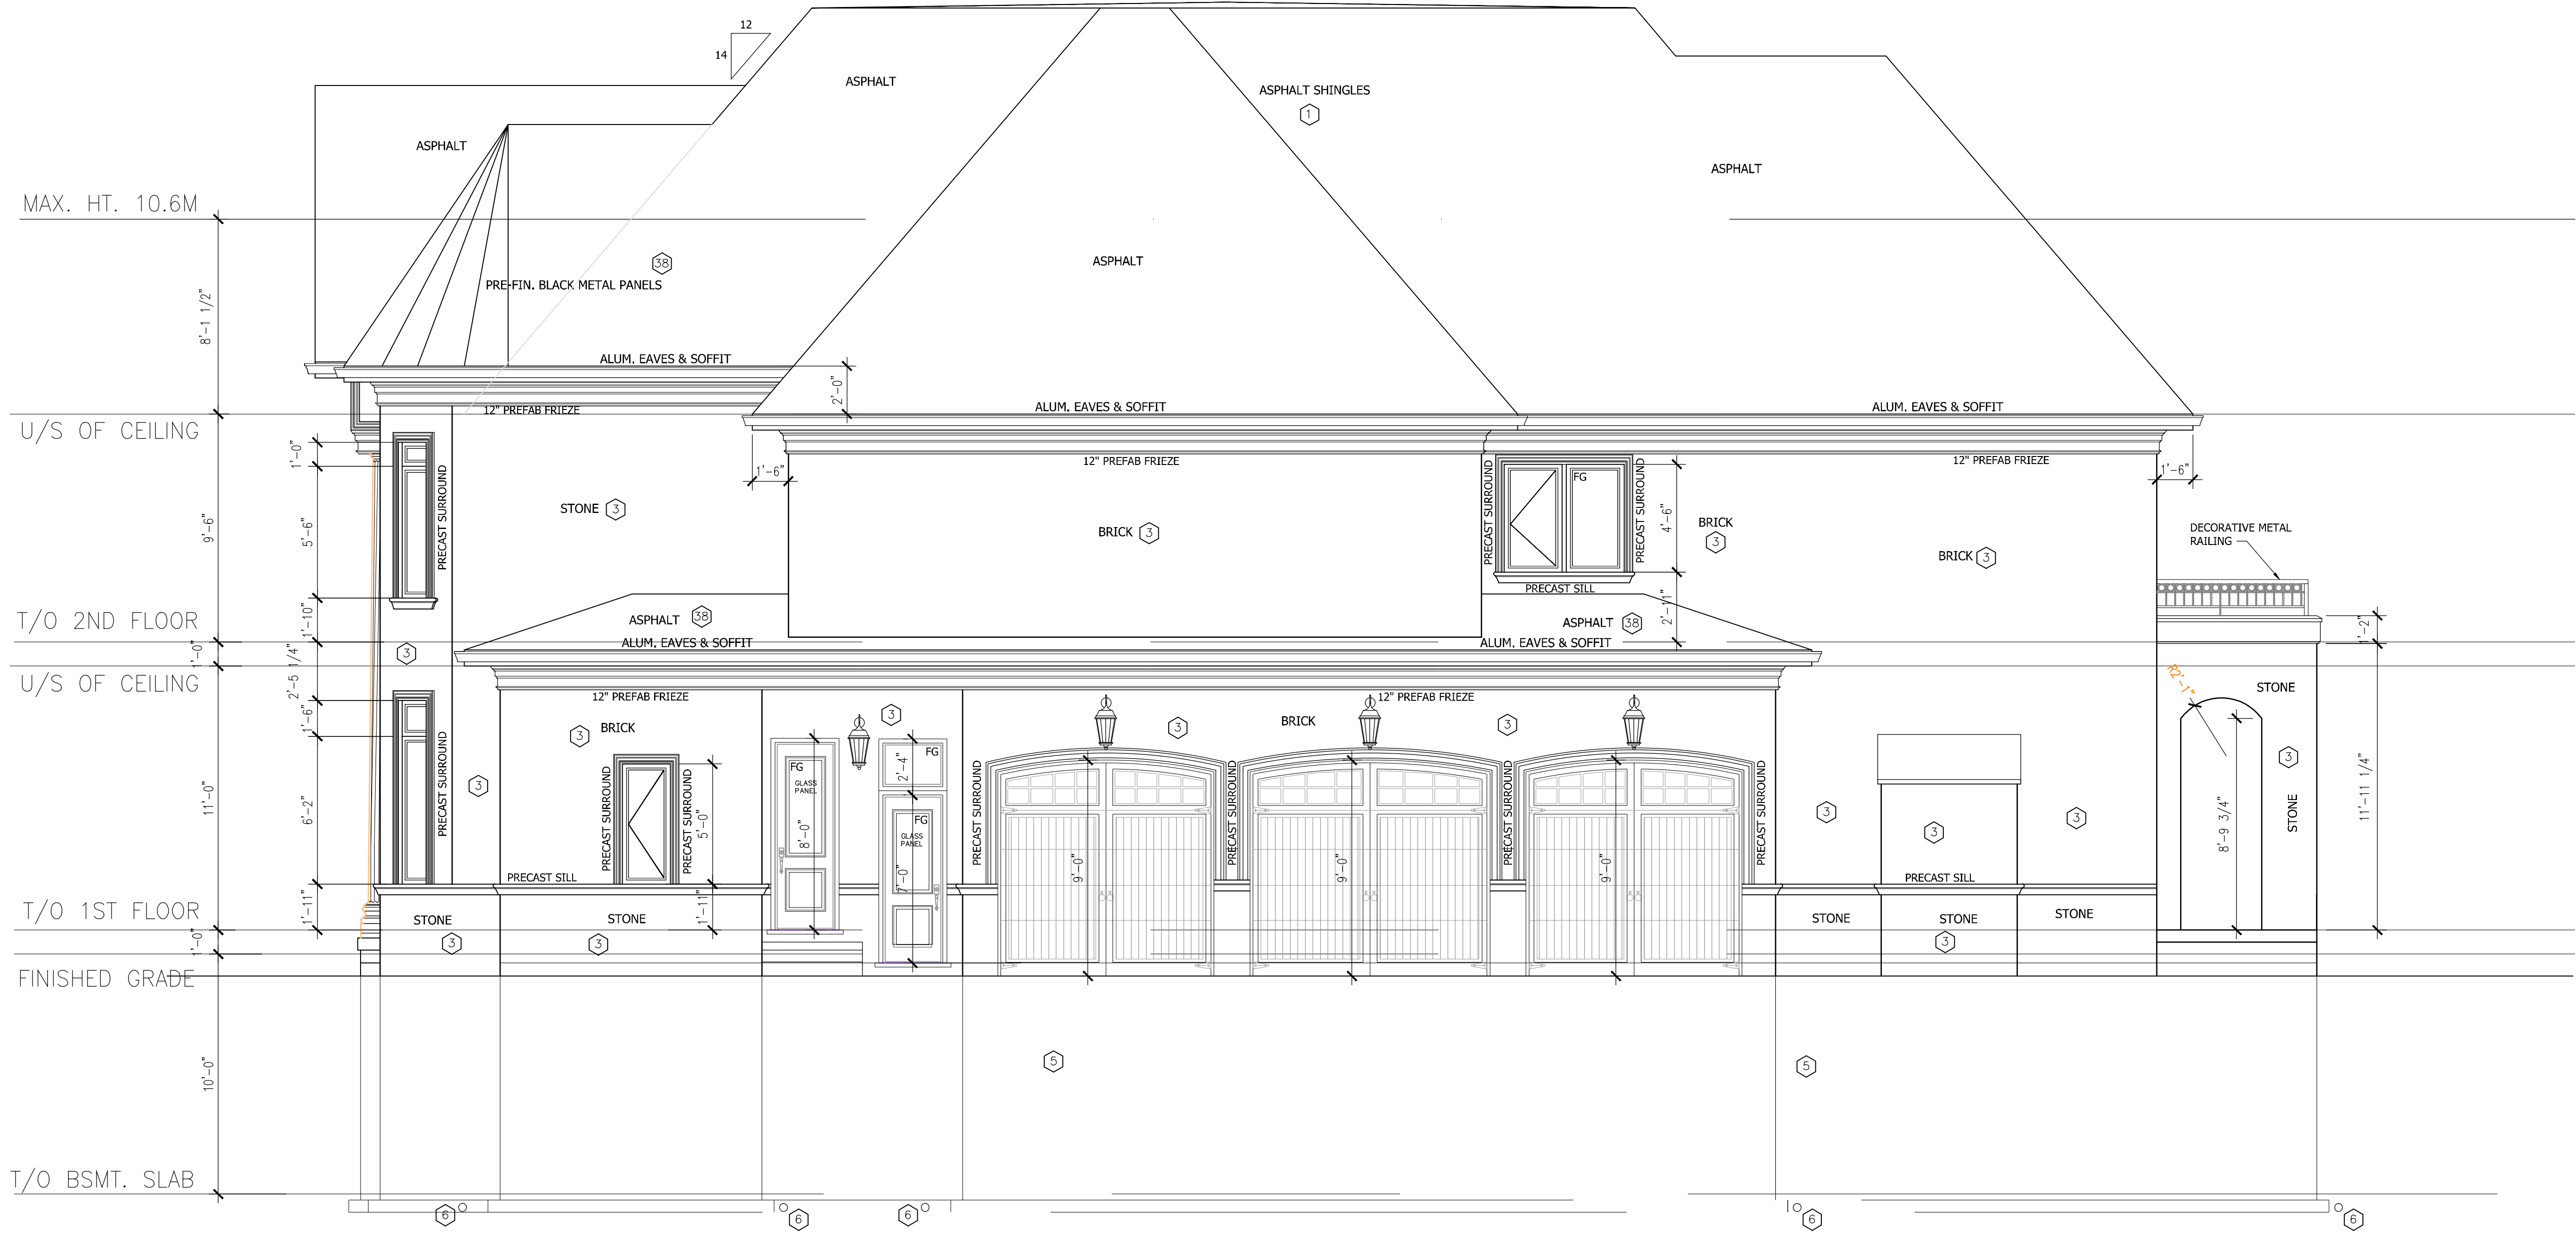 12
14
ASPHALT
ASPHALT SHINGLES
1
ASPHALT
ASPHALT
MAX. HT. 10.6M
38
PRE-FIN. BLACK METAL PANELS
ASPHALT
8'-1 1/2"
ALUM. EAVES & SOFFIT
2'-0"
12" PREFAB FRIEZE
ALUM. EAVES & SOFFIT
ALUM. EAVES & SOFFIT
U/S OF CEILING
1'-0"
1'-6"
12" PREFAB FRIEZE
12" PREFAB FRIEZE
1'-6"
PRECAST SURROUND
PRECAST SURROUND
FG
PRECAST SURROUND
4'-6"
9'-6"
5'-6"
STONE 3
BRICK 3
BRICK
3
BRICK 3
DECORATIVE METAL
RAILING
PRECAST SILL
T/O 2ND FLOOR
1'-10"
ASPHALT 38
ASPHALT 38
2'-11"
1'-2"
1'-0"
2'-5 1/4"
3
ALUM. EAVES & SOFFIT
ALUM. EAVES & SOFFIT
U/S OF CEILING
R2'-1"
STONE
1'-6"
12" PREFAB FRIEZE
12" PREFAB FRIEZE
3
BRICK
3
3
BRICK
3
3
PRECAST SURROUND
3
FG
GLASS
PANEL
8'-0"
FG
2'-4"
FG
GLASS
PANEL
7'-0"
11'-0"
6'-2"
PRECAST SURROUND
PRECAST SURROUND
5'-0"
PRECAST SURROUND
9'-0"
PRECAST SURROUND
9'-0"
PRECAST SURROUND
9'-0"
PRECAST SURROUND
3
3
3
8'-9 3/4"
STONE
3
11'-11 1/4"
PRECAST SILL
PRECAST SILL
T/O 1ST FLOOR
1'-11"
STONE
3
STONE
3
1'-11"
STONE
STONE
3
STONE
1'-0"
FINISHED GRADE
10'-0"
5
5
T/O BSMT. SLAB
6
6
6
6
6